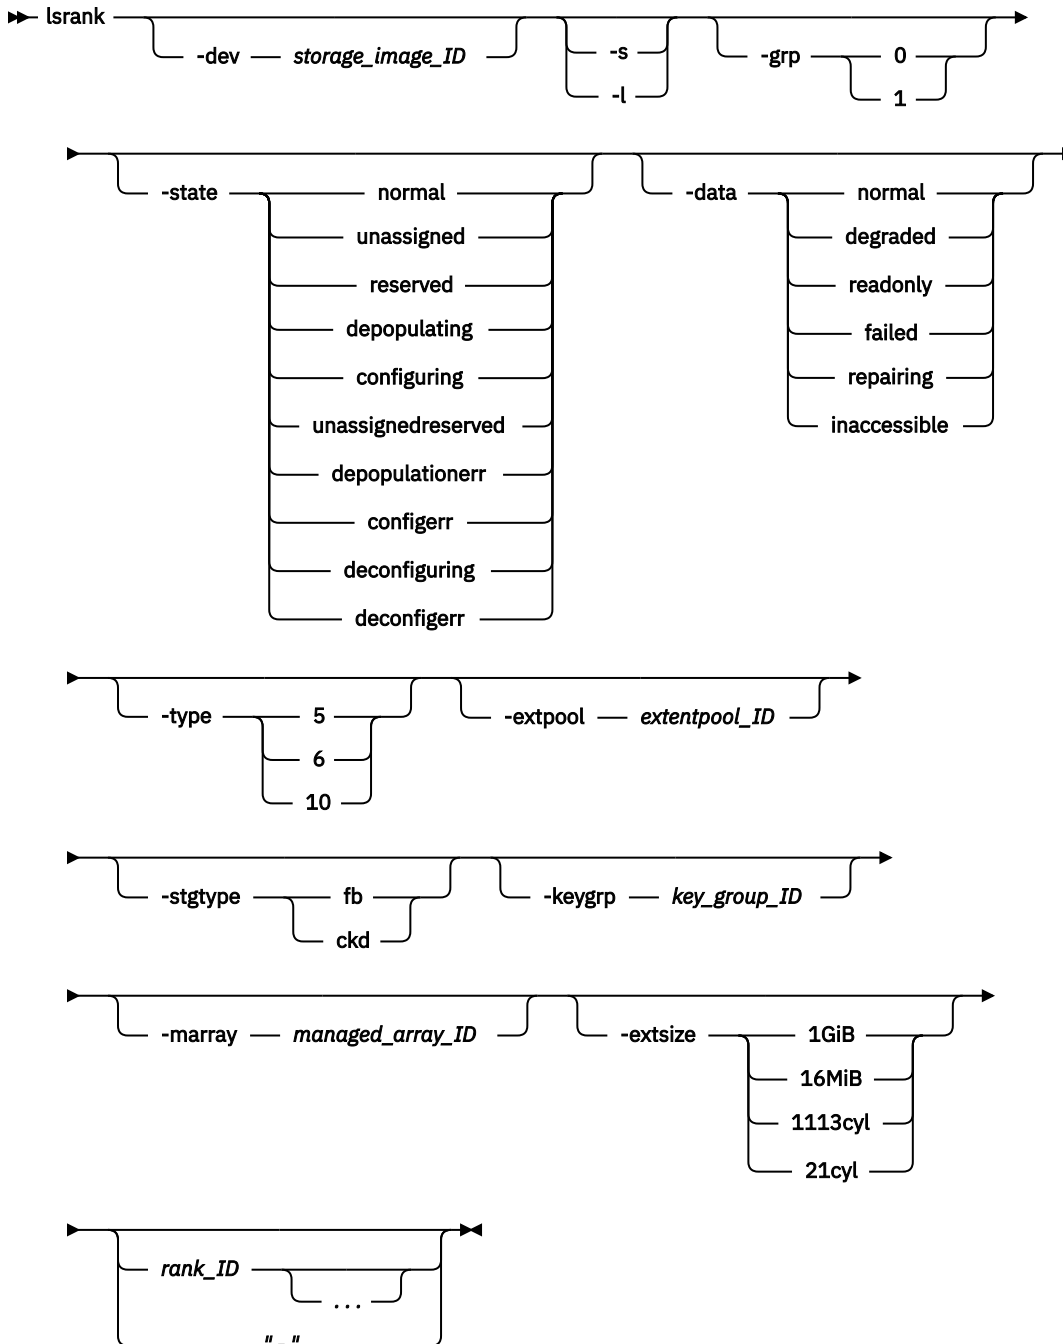 lsrank
-dev storage_image_ID -s -grp 0
-l 1
-state normal -data normal
unassigned degraded
reserved readonly
depopulating failed
configuring repairing
unassignedreserved inaccessible
depopulationerr
configerr
deconfiguring
deconfigerr
-type 5 -extpool extentpool_ID
6
10
-stgtype fb -keygrp key_group_ID
ckd
-marray managed_array_ID -extsize 1GiB
16MiB
1113cyl
21cyl
rank_ID
. . .